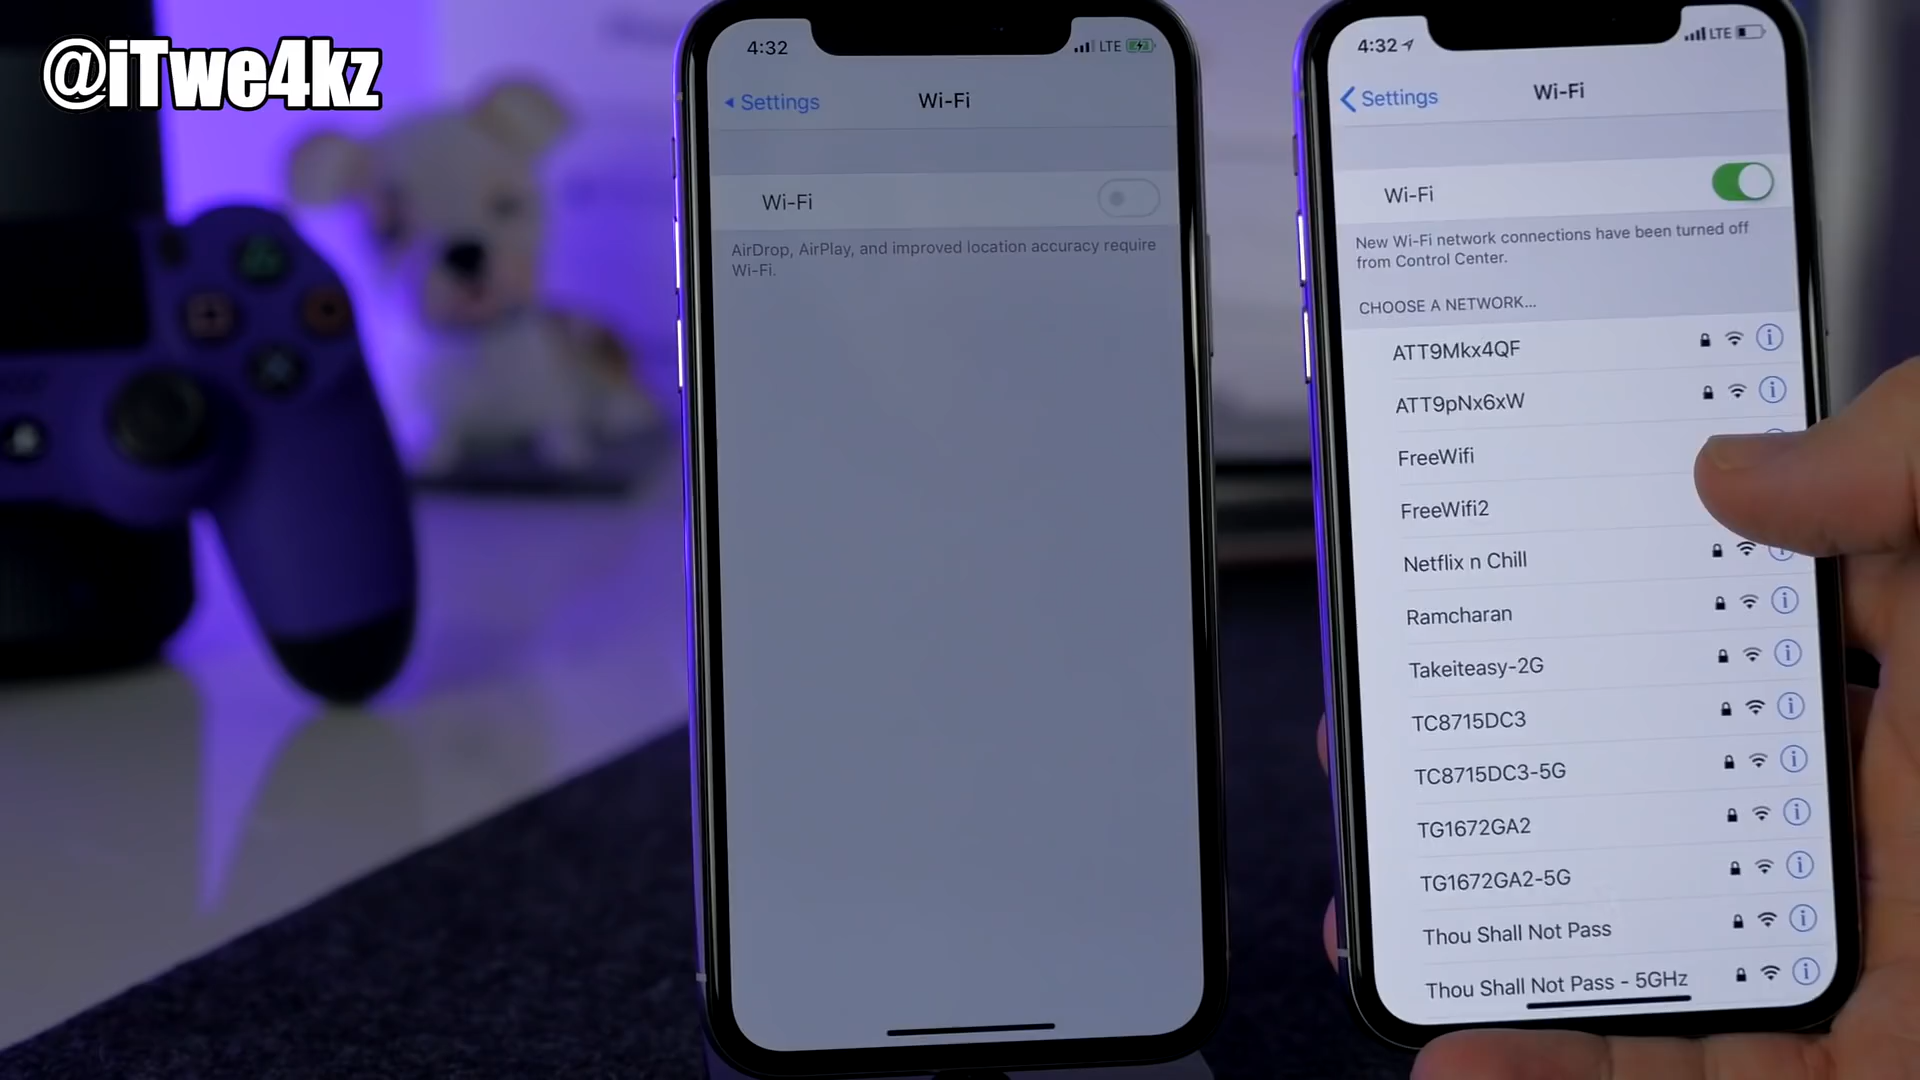 @iTwe4kz
4:32
LTE
Settings
Wi-Fi
Wi-Fi
AirDrop, AirPlay, and improved location accuracy require
Wi-Fi.
4:32
LTE
Settings
Wi-Fi
Wi-Fi
New Wi-Fi network connections have been turned off
from Control Center.
CHOOSE A NETWORK...
ATT9Mkx4QF
ATT9pNx6xW
FreeWifi
FreeWifi2
Netflix n Chill
Ramcharan
Takeiteasy-2G
TC8715DC3
TC8715DC3-5G
TG1672GA2
TG1672GA2-5G
Thou Shall Not Pass
Thou Shall Not Pass - 5GHz